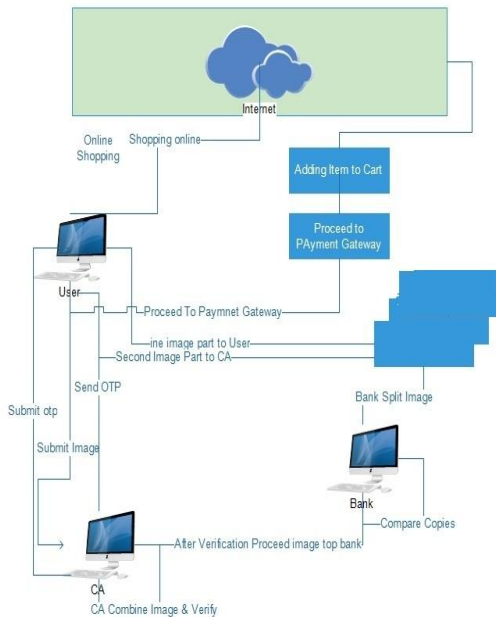 Internet
Online
Shopping
Shopping online
Adding Item to Cart
Proceed to
PAyment Gateway
User
Proceed To Paymnet Gateway
ine image part to User
Second Image Part to CA
Send OTP
Bank Split Image
Submit otp
Submit Image
Bank
Compare Copies
After Verification Proceed image top bank
CA
CA Combine Image & Verify